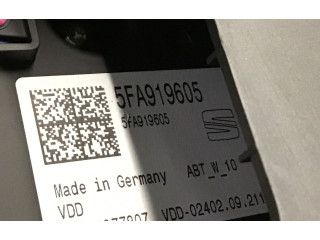 5FA919605
5FA919605
ABT_W_10
Made in Germany
VDD
VDD-02402.09.211